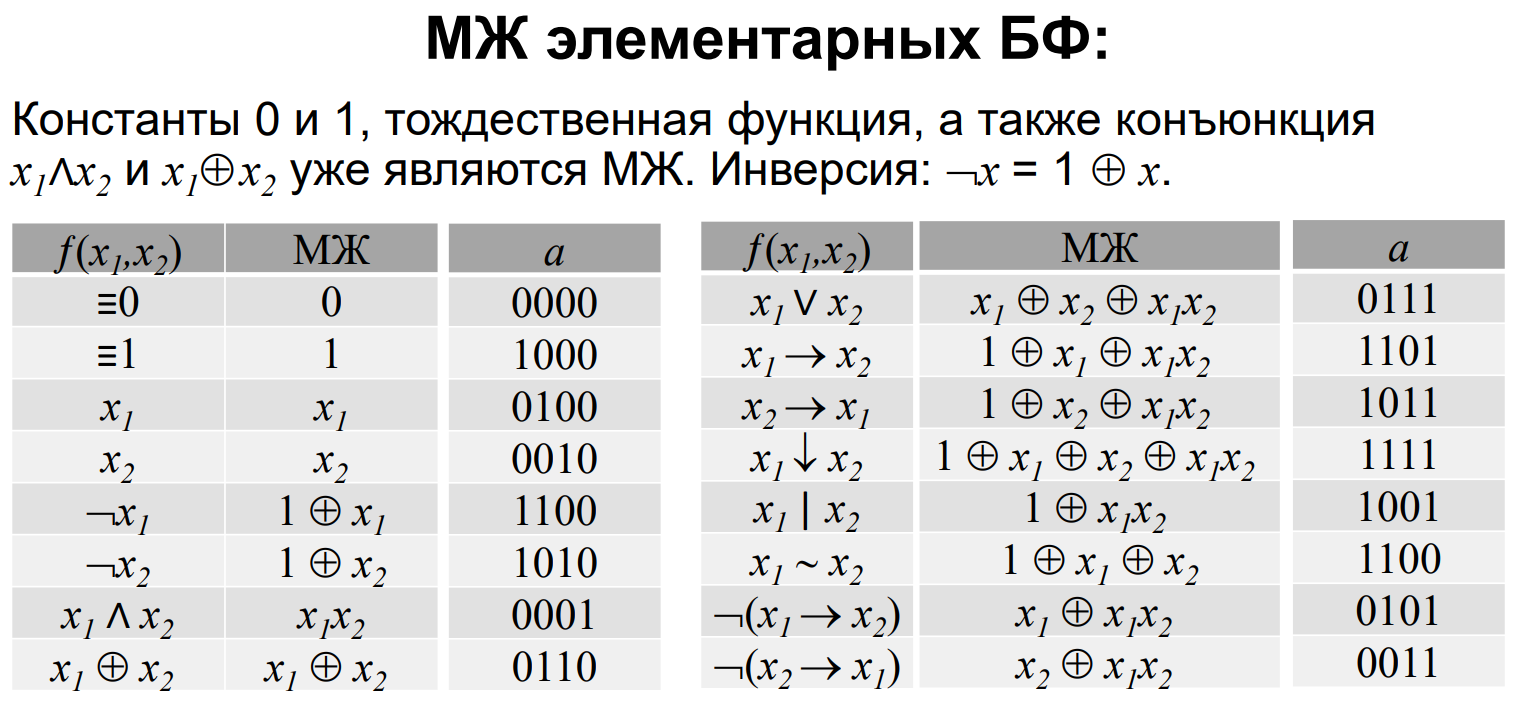 МЖ элементарных БФ:
Константы 0 и 1, тождественная функция, а также конъюнкция
x₁∧x₂ и x₁⊕x₂ уже являются МЖ. Инверсия: ¬x = 1 ⊕ x.
f(x₁,x₂) МЖ a
≡0 0 0000
≡1 1 1000
x₁ x₁ 0100
x₂ x₂ 0010
¬x₁ 1 ⊕ x₁ 1100
¬x₂ 1 ⊕ x₂ 1010
x₁ ∧ x₂ x₁x₂ 0001
x₁ ⊕ x₂ x₁ ⊕ x₂ 0110
f(x₁,x₂) МЖ a
x₁ ∨ x₂ x₁ ⊕ x₂ ⊕ x₁x₂ 0111
x₁ → x₂ 1 ⊕ x₁ ⊕ x₁x₂ 1101
x₂ → x₁ 1 ⊕ x₂ ⊕ x₁x₂ 1011
x₁ ↓ x₂ 1 ⊕ x₁ ⊕ x₂ ⊕ x₁x₂ 1111
x₁ | x₂ 1 ⊕ x₁x₂ 1001
x₁ ~ x₂ 1 ⊕ x₁ ⊕ x₂ 1100
¬(x₁ → x₂) x₁ ⊕ x₁x₂ 0101
¬(x₂ → x₁) x₂ ⊕ x₁x₂ 0011